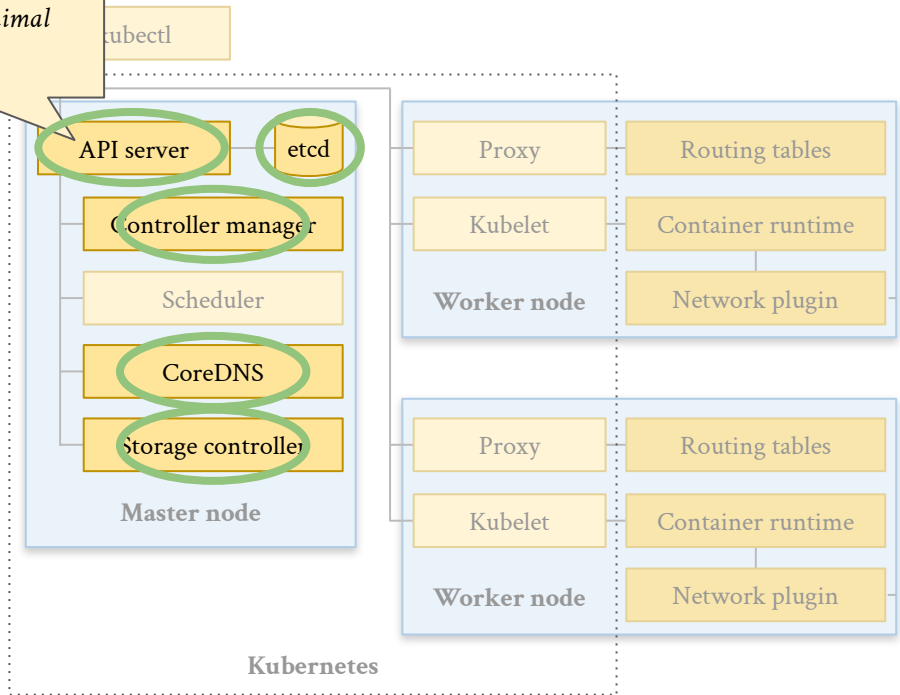 kubectl
API server
etcd
Controller manager
Scheduler
CoreDNS
Storage controller
Master node
Proxy
Routing tables
Kubelet
Container runtime
Worker node
Network plugin
Proxy
Routing tables
Kubelet
Container runtime
Worker node
Network plugin
Kubernetes